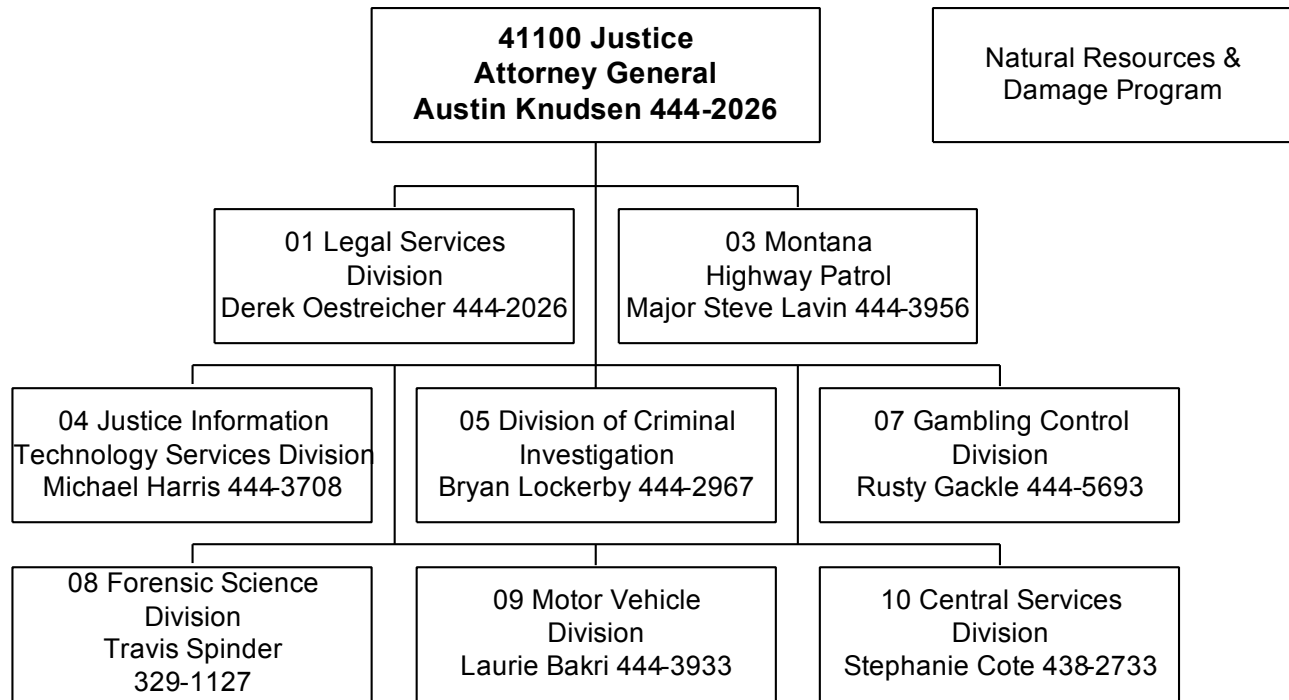 41100 Justice
Attorney General
Austin Knudsen 444-2026
Natural Resources &
Damage Program
01 Legal Services
Division
Derek Oestreicher 444-2026
03 Montana
Highway Patrol
Major Steve Lavin 444-3956
04 Justice Information
Technology Services Division
Michael Harris 444-3708
05 Division of Criminal
Investigation
Bryan Lockerby 444-2967
07 Gambling Control
Division
Rusty Gackle 444-5693
08 Forensic Science
Division
Travis Spinder
329-1127
09 Motor Vehicle
Division
Laurie Bakri 444-3933
10 Central Services
Division
Stephanie Cote 438-2733